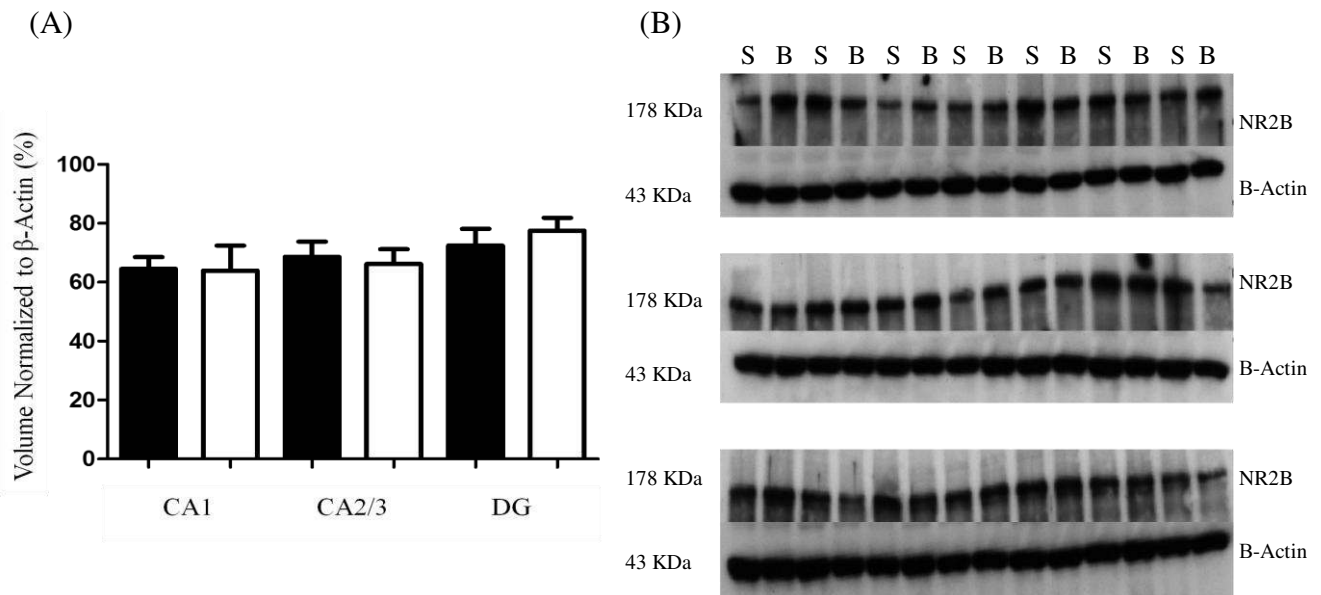 (A)
Volume Normalized to β-Actin (%)
100
80
60
40
20
0
CA1 CA2/3 DG
(B)
S B S B S B S B S B S B S B
178 KDa NR2B
43 KDa B-Actin
178 KDa NR2B
43 KDa B-Actin
178 KDa NR2B
43 KDa B-Actin